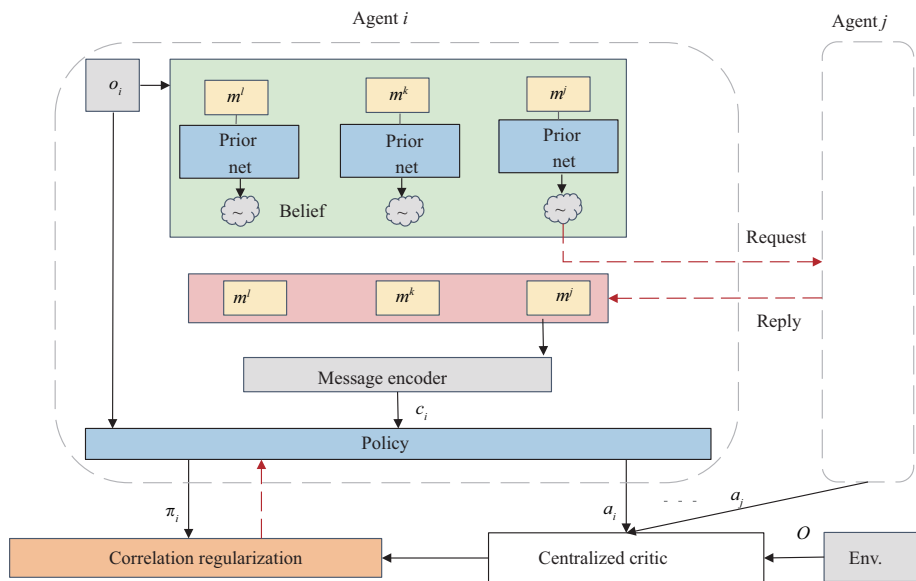 Agent i
Agent j
o_i
m^l
m^k
m^j
Prior
net
Prior
net
Prior
net
~
Belief
~
~
Request
m^l
m^k
m^j
Reply
Message encoder
c_i
Policy
π_i
a_i
- - -
a_j
O
Correlation regularization
Centralized critic
Env.